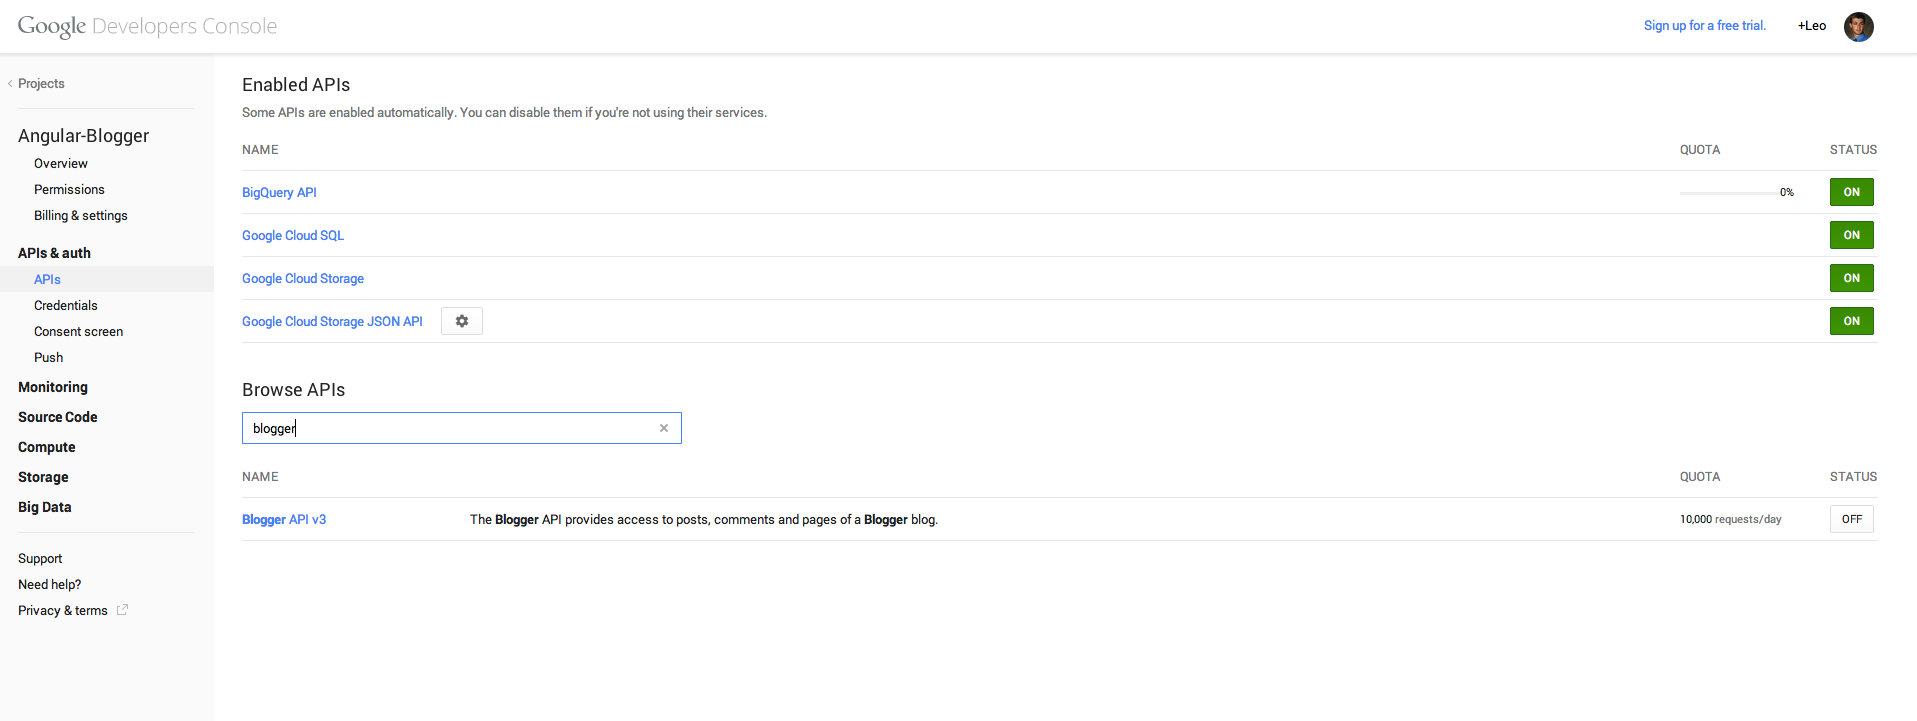 Google Developers Console
Sign up for a free trial. +Leo
Projects
Angular-Blogger
Overview
Permissions
Billing & settings
APIs & auth
APIs
Credentials
Consent screen
Push
Monitoring
Source Code
Compute
Storage
Big Data
Support
Need help?
Privacy & terms
Enabled APIs
Some APIs are enabled automatically. You can disable them if you're not using their services.
NAME QUOTA STATUS
BigQuery API 0% ON
Google Cloud SQL ON
Google Cloud Storage ON
Google Cloud Storage JSON API ON
Browse APIs
blogger
NAME QUOTA STATUS
Blogger API v3 The Blogger API provides access to posts, comments and pages of a Blogger blog. 10,000 requests/day OFF